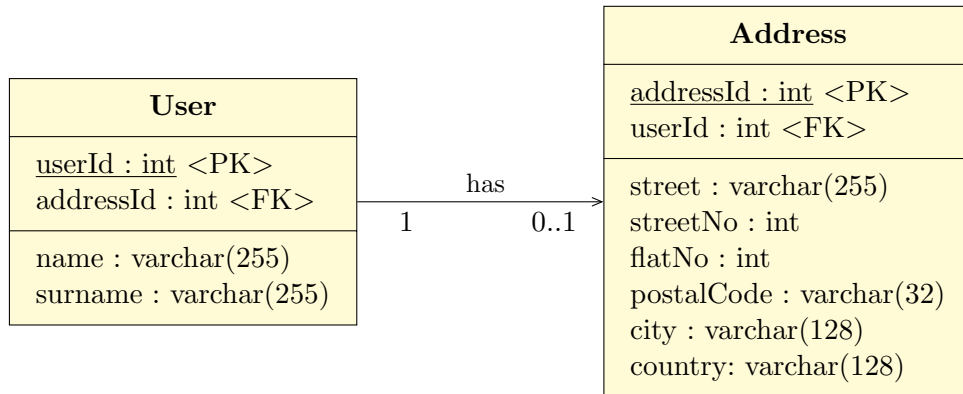 User
userId : int <PK>
addressId : int <FK>
name : varchar(255)
surname : varchar(255)
has
1
0..1
Address
addressId : int <PK>
userId : int <FK>
street : varchar(255)
streetNo : int
flatNo : int
postalCode : varchar(32)
city : varchar(128)
country: varchar(128)